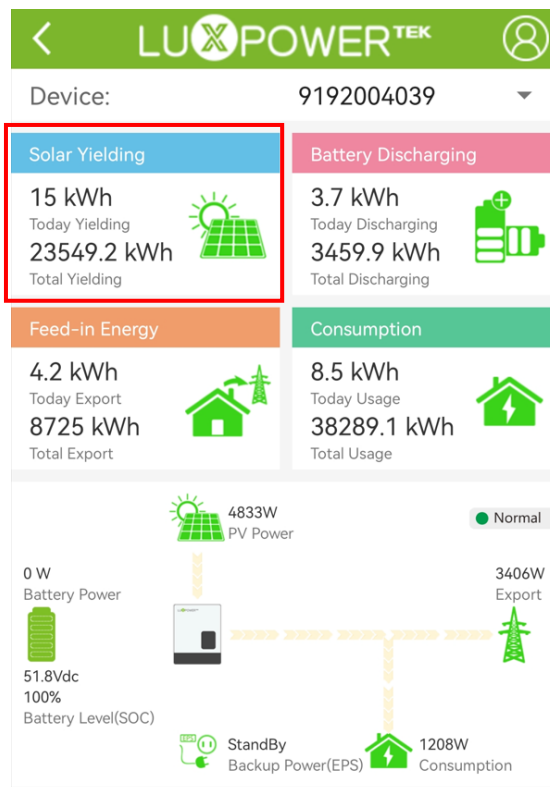 LUXPOWERTEK
Device: 9192004039
Solar Yielding
15 kWh
Today Yielding
23549.2 kWh
Total Yielding
Battery Discharging
3.7 kWh
Today Discharging
3459.9 kWh
Total Discharging
Feed-in Energy
4.2 kWh
Today Export
8725 kWh
Total Export
Consumption
8.5 kWh
Today Usage
38289.1 kWh
Total Usage
4833W
PV Power
Normal
0 W
Battery Power
3406W
Export
LUXPOWER
51.8Vdc
100%
Battery Level(SOC)
EPS
StandBy
Backup Power(EPS)
1208W
Consumption